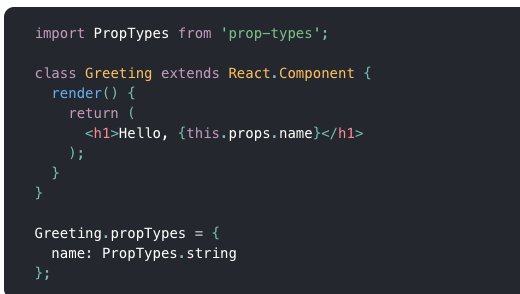 import PropTypes from 'prop-types';

class Greeting extends React.Component {
  render() {
    return (
      <h1>Hello, {this.props.name}</h1>
    );
  }
}

Greeting.propTypes = {
  name: PropTypes.string
};